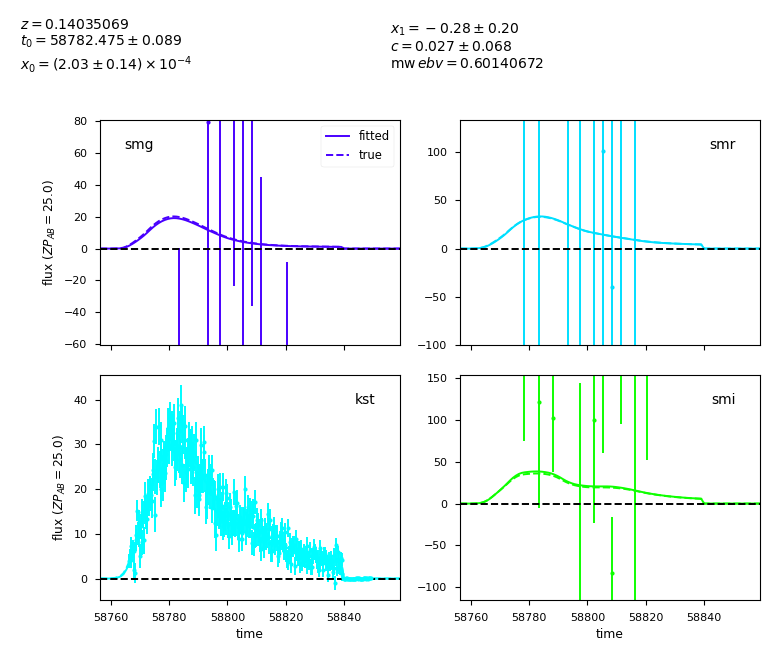 z = 0.14035069
t₀ = 58782.475 ± 0.089
x₀ = (2.03 ± 0.14) × 10⁻⁴
x₁ = −0.28 ± 0.20
c = 0.027 ± 0.068
mw ebv = 0.60140672
smg
fitted
true
80
60
40
20
0
−20
−40
−60
flux (ZP_AB = 25.0)
smr
100
50
0
−50
−100
kst
40
30
20
10
0
flux (ZP_AB = 25.0)
58760 58780 58800 58820 58840
time
smi
150
100
50
0
−50
−100
58760 58780 58800 58820 58840
time